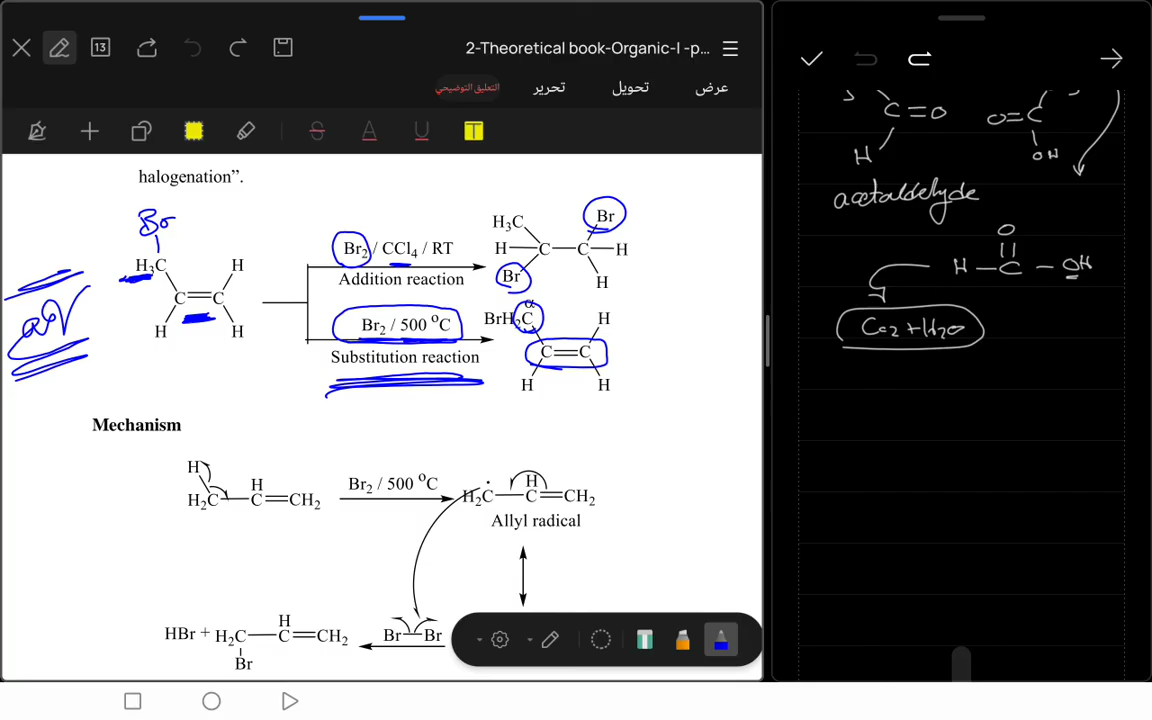 13
2-Theoretical book-Organic-I -p...
التعليق التوضيحي
تحرير
تحويل
عرض
halogenation”.
Br
H3C
H
C=C
H
H
Br2 / CCl4 / RT
Addition reaction
H3C
Br
H
C
C
H
Br
H
Br2 / 500 °C
Substitution reaction
α
BrH2C
H
C=C
H
H
Mechanism
H
H
H2C
C=CH2
Br2 / 500 °C
H2C
H
C=CH2
Allyl radical
HBr + H2C
H
C=CH2
Br
Br—Br
C=O
H
O=C
OH
acetaldehyde
O
H—C—OH
Co2 + H2O